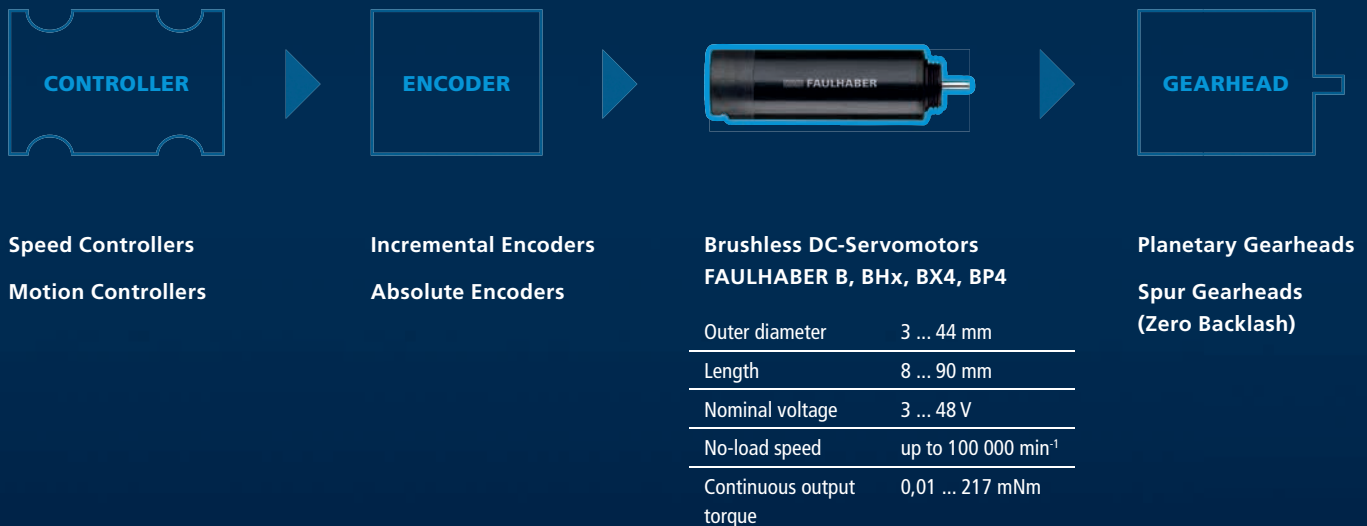 CONTROLLER
ENCODER
FAULHABER
GEARHEAD
Speed Controllers
Motion Controllers
Incremental Encoders
Absolute Encoders
Brushless DC-Servomotors
FAULHABER B, BHx, BX4, BP4
Outer diameter 3 ... 44 mm
Length 8 ... 90 mm
Nominal voltage 3 ... 48 V
No-load speed up to 100 000 min⁻¹
Continuous output 0,01 ... 217 mNm
torque
Planetary Gearheads
Spur Gearheads
(Zero Backlash)